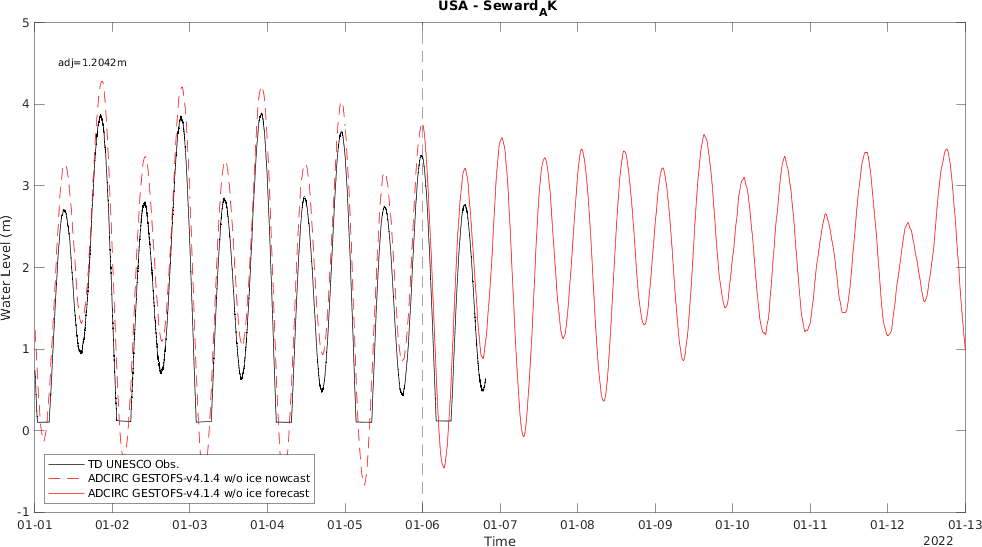 USA - Seward_AK
adj=1.2042m
Water Level (m)
5
4
3
2
1
0
-1
TD UNESCO Obs.
ADCIRC GESTOFS-v4.1.4 w/o ice nowcast
ADCIRC GESTOFS-v4.1.4 w/o ice forecast
01-01 01-02 01-03 01-04 01-05 01-06 01-07 01-08 01-09 01-10 01-11 01-12 01-13
Time
2022